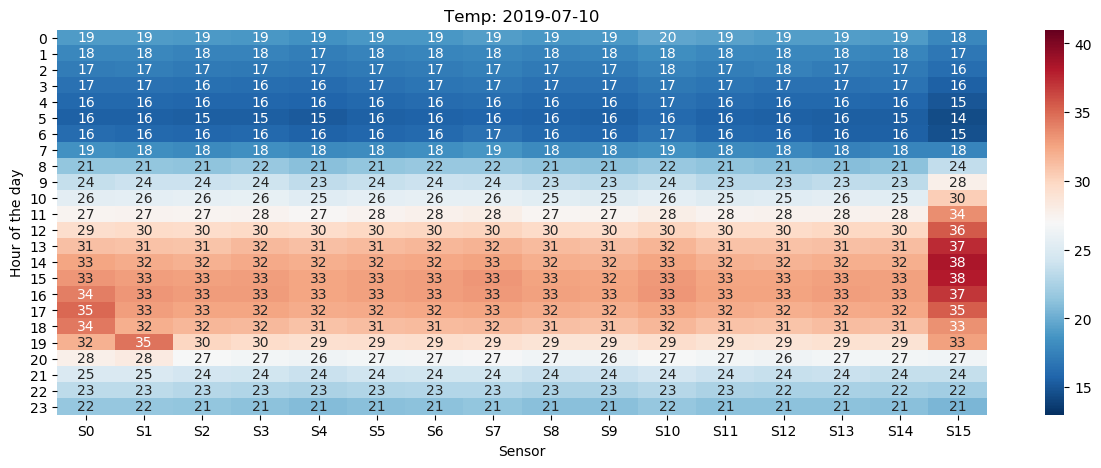 Temp: 2019-07-10
0 19 19 19 19 19 19 19 19 19 19 20 19 19 19 19 18
1 18 18 18 18 17 18 18 18 18 18 18 18 18 18 18 17
2 17 17 17 17 17 17 17 17 17 17 18 17 18 17 17 16
3 17 17 16 16 16 17 17 17 17 17 17 17 17 17 17 16
4 16 16 16 16 16 16 16 16 16 16 17 16 16 16 16 15
5 16 16 15 15 15 16 16 16 16 16 16 16 16 16 15 14
6 16 16 16 16 16 16 16 17 16 16 17 16 16 16 16 15
7 19 18 18 18 18 18 18 19 18 18 19 18 18 18 18 18
8 21 21 21 22 21 21 22 22 21 21 22 21 21 21 21 24
9 24 24 24 24 23 24 24 24 23 23 24 23 23 23 23 28
10 26 26 26 26 25 26 26 26 25 25 26 25 25 26 25 30
11 27 27 27 28 27 28 28 28 27 27 28 28 28 28 28 34
12 29 30 30 30 30 30 30 30 30 30 30 30 30 30 30 36
13 31 31 31 32 31 31 32 32 31 31 32 31 31 31 31 37
14 33 32 32 33 32 32 32 33 32 32 33 32 32 32 32 38
15 33 33 33 33 33 33 33 33 33 32 33 33 33 33 33 38
16 34 33 33 33 33 33 33 33 33 33 33 33 33 33 33 37
17 35 33 33 32 32 32 32 33 32 32 33 32 32 32 32 35
18 34 32 32 32 31 31 31 32 31 31 32 31 31 31 31 33
19 32 35 30 30 29 29 29 29 29 29 29 29 29 29 29 33
20 28 28 27 27 26 27 27 27 27 26 27 27 26 27 27 27
21 25 25 24 24 24 24 24 24 24 24 24 24 24 24 24 24
22 23 23 23 23 23 23 23 23 23 23 23 23 22 22 22 22
23 22 22 21 21 21 21 21 21 21 21 22 21 21 21 21 21
S0 S1 S2 S3 S4 S5 S6 S7 S8 S9 S10 S11 S12 S13 S14 S15
Sensor
Hour of the day
40
35
30
25
20
15